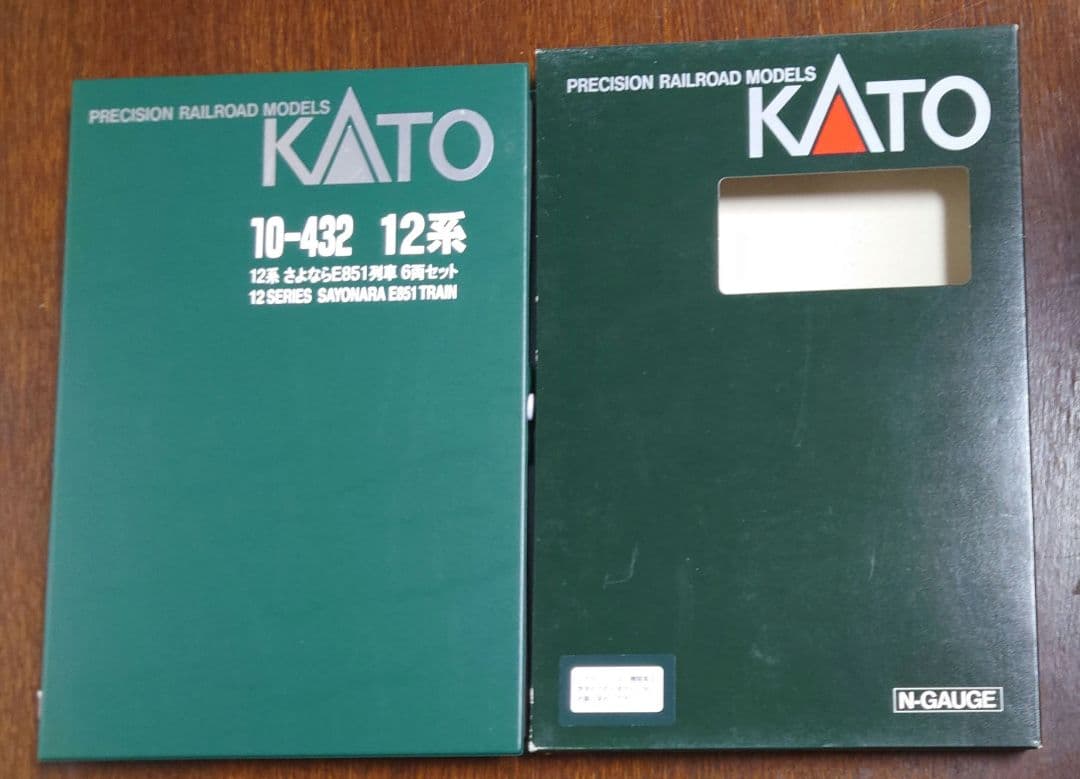 PRECISION RAILROAD MODELS
KATO
10-432 12系
12系 さよならE851列車 6両セット
12 SERIES SAYONARA E851 TRAIN
PRECISION RAILROAD MODELS
KATO
N-GAUGE